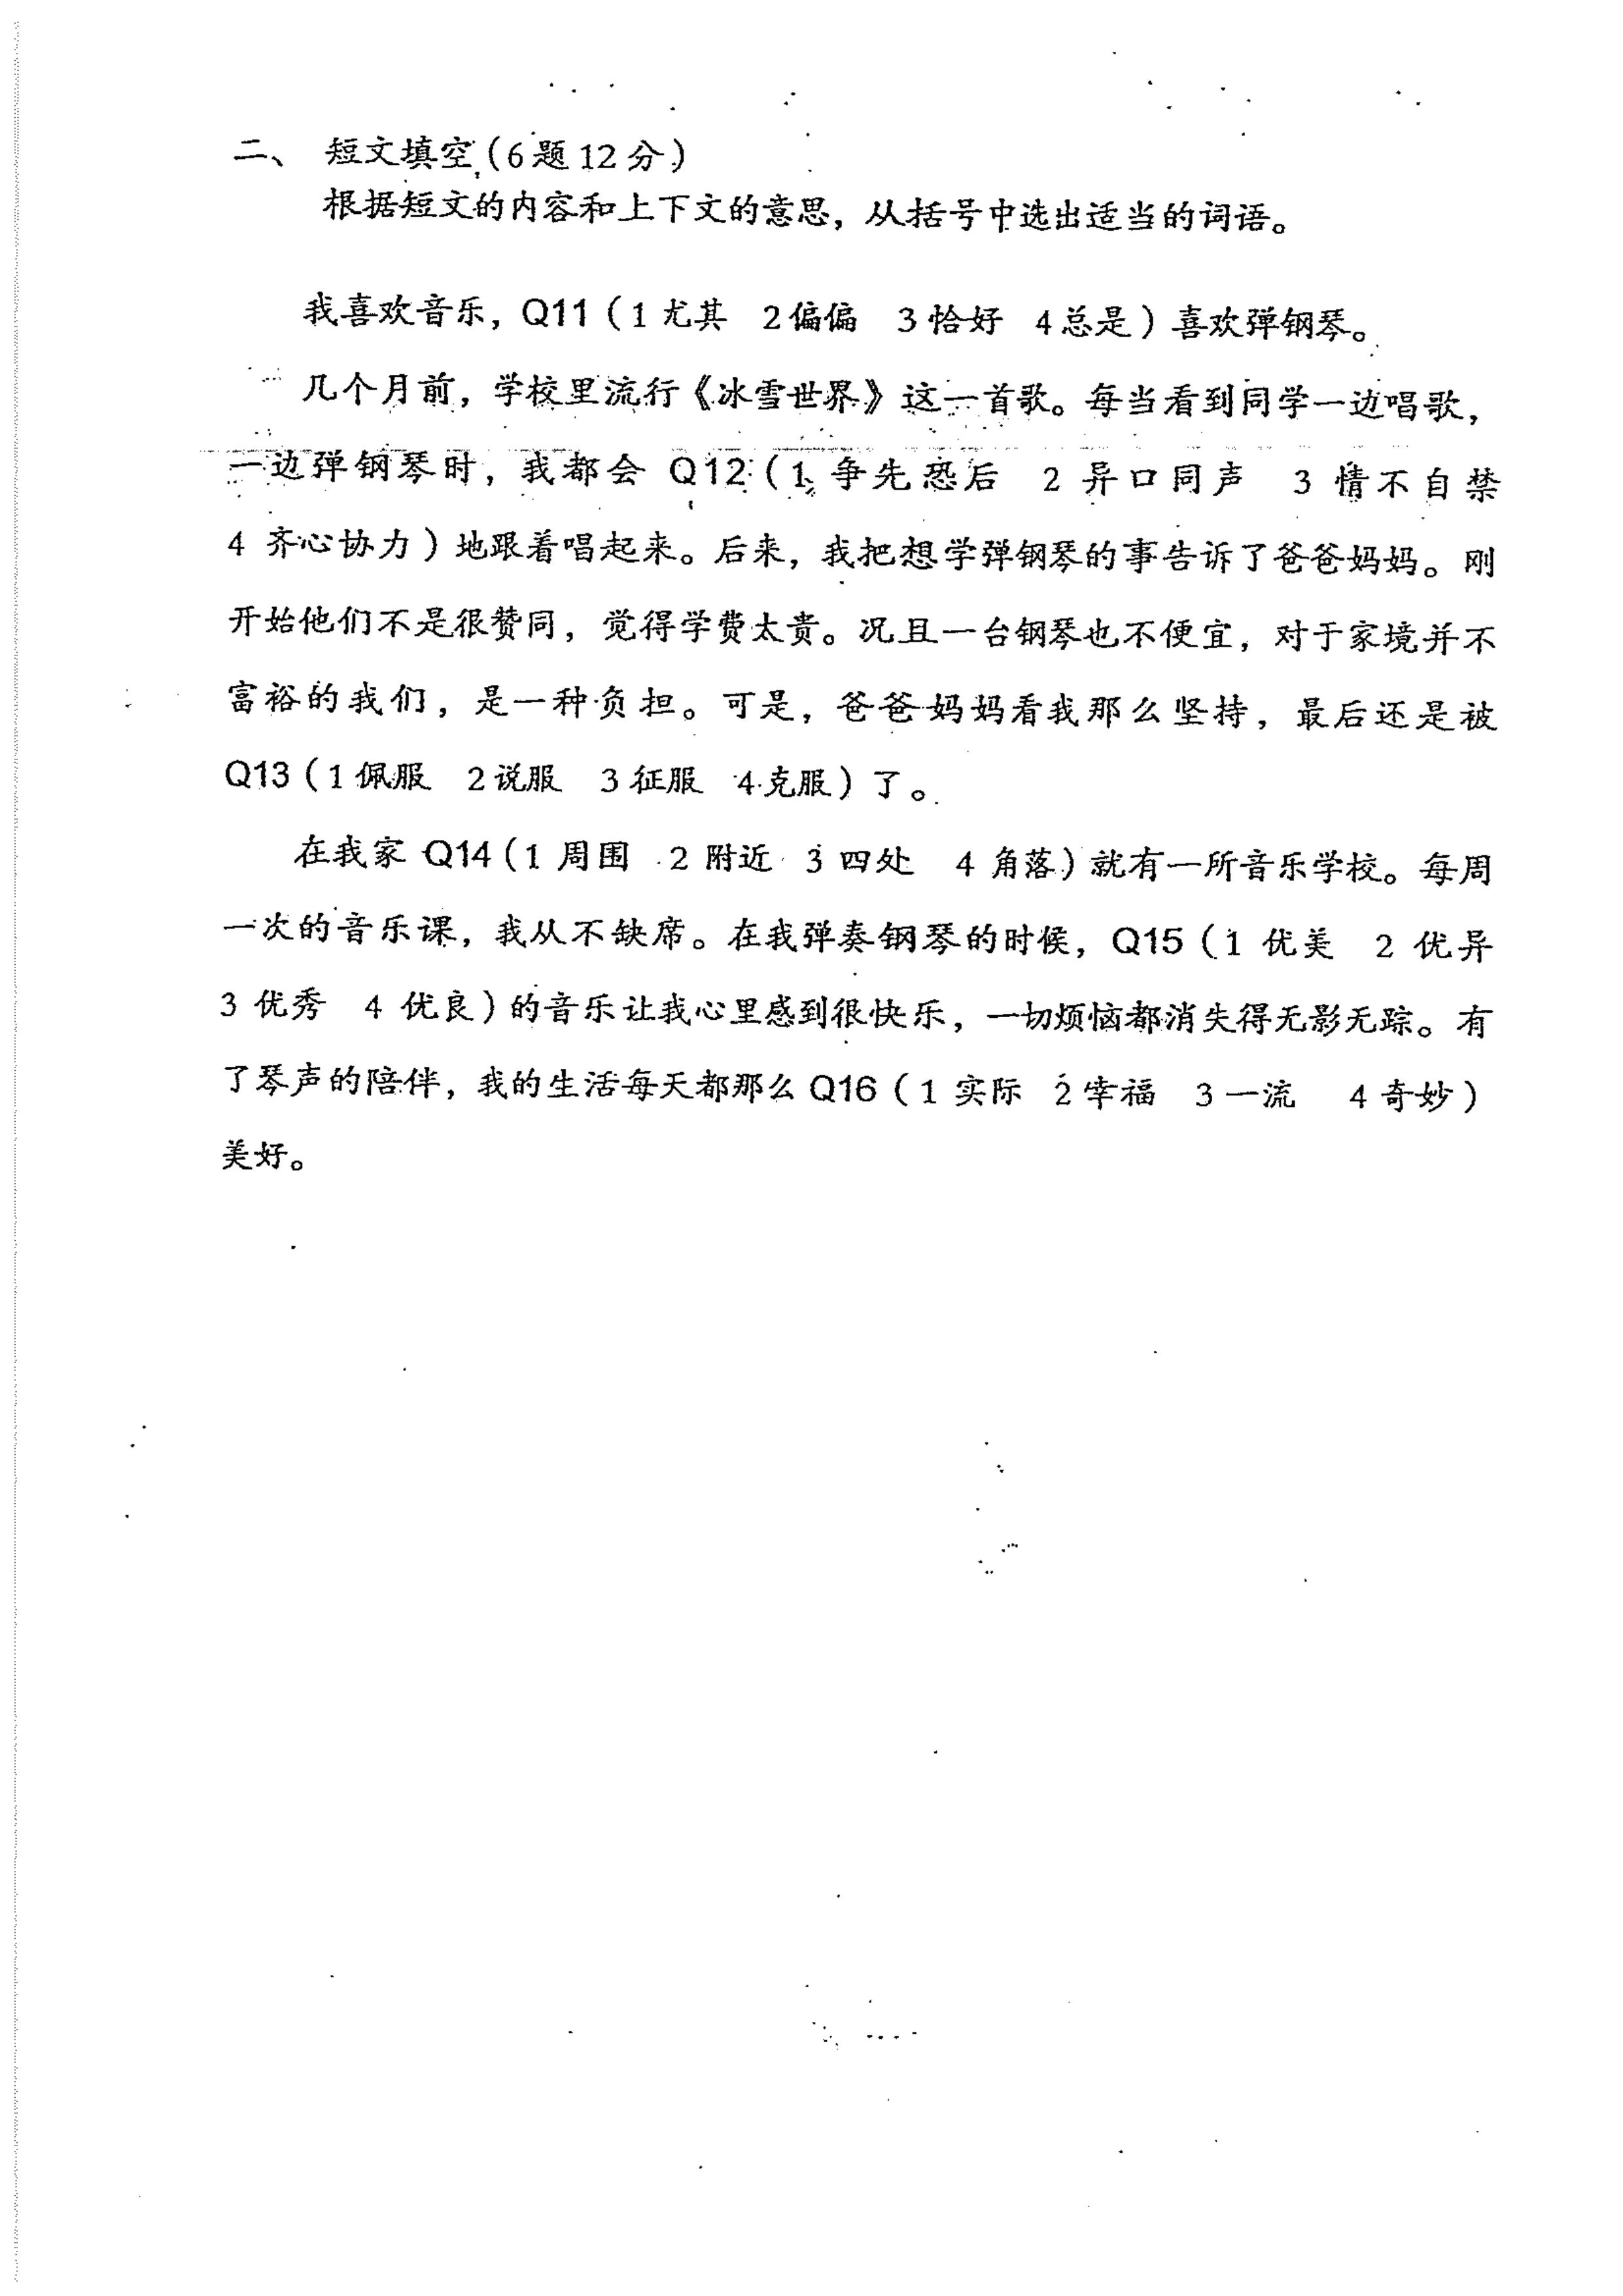 二、 短文填空(6题12分)
根据短文的内容和上下文的意思，从括号中选出适当的词语。
我喜欢音乐，Q11（1尤其 2偏偏 3恰好 4总是）喜欢弹钢琴。
几个月前，学校里流行《冰雪世界》这一首歌。每当看到同学一边唱歌，
一边弹钢琴时，我都会 Q12（1 争先恐后 2 异口同声 3 情不自禁
4 齐心协力）地跟着唱起来。后来，我把想学弹钢琴的事告诉了爸爸妈妈。刚
开始他们不是很赞同，觉得学费太贵。况且一台钢琴也不便宜，对于家境并不
富裕的我们，是一种负担。可是，爸爸妈妈看我那么坚持，最后还是被
Q13（1佩服 2说服 3征服 4克服）了。
在我家 Q14（1 周围 2 附近 3 四处 4 角落）就有一所音乐学校。每周
一次的音乐课，我从不缺席。在我弹奏钢琴的时候，Q15（1 优美 2 优异
3 优秀 4 优良）的音乐让我心里感到很快乐，一切烦恼都消失得无影无踪。有
了琴声的陪伴，我的生活每天都那么Q16（1 实际 2幸福 3一流 4奇妙）
美好。